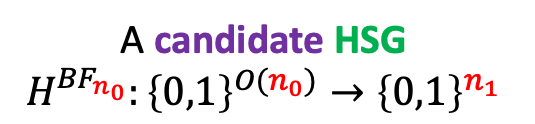 A candidate HSG
H^{BF_{n_0}}: {0,1}^{O(n_0)} → {0,1}^{n_1}